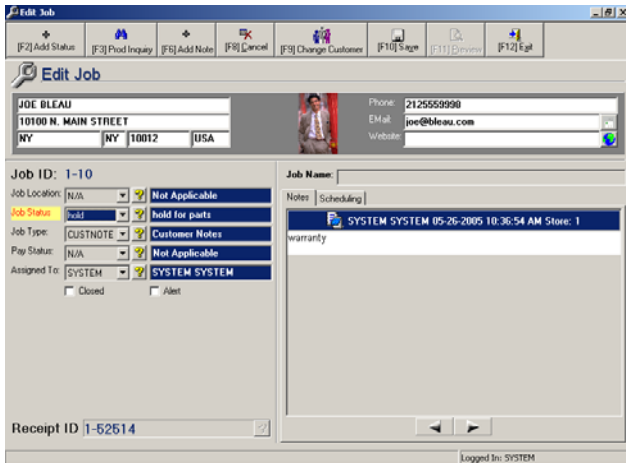 Edit Job
[F2] Add Status [F3] Prod Inquiry [F6] Add Note [F8] Cancel [F9] Change Customer [F10] Save [F11] Preview [F12] Exit
Edit Job
JOE BLEAU
10100 N. MAIN STREET
NY NY 10012 USA
Phone: 2125559998
EMail: joe@bleau.com
Website:
Job ID: 1-10
Job Location: N/A Not Applicable
Job Status: hold hold for parts
Job Type: CUSTNOTE Customer Notes
Pay Status: N/A Not Applicable
Assigned To: SYSTEM SYSTEM SYSTEM
Closed Alert
Job Name:
Notes Scheduling
SYSTEM SYSTEM 05-26-2005 10:36:54 AM Store: 1
warranty
Receipt ID 1-52514
Logged In: SYSTEM